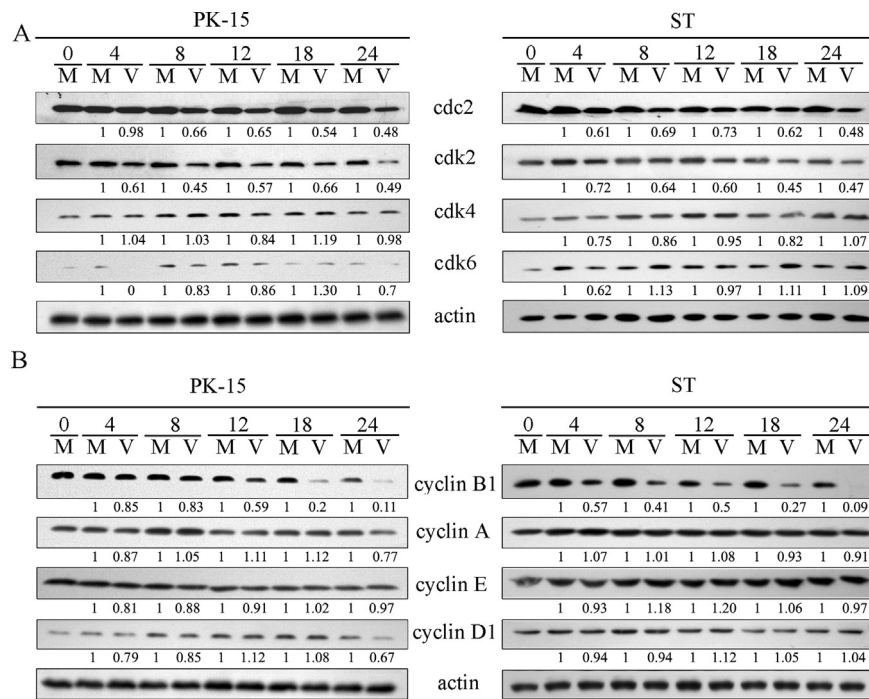 PK-15 ST
A
0 4 8 12 18 24 0 4 8 12 18 24
M M V M V M V M V M V M M V M V M V M V M V
cdc2
1 0.98 1 0.66 1 0.65 1 0.54 1 0.48 1 0.61 1 0.69 1 0.73 1 0.62 1 0.48
cdk2
1 0.61 1 0.45 1 0.57 1 0.66 1 0.49 1 0.72 1 0.64 1 0.60 1 0.45 1 0.47
cdk4
1 1.04 1 1.03 1 0.84 1 1.19 1 0.98 1 0.75 1 0.86 1 0.95 1 0.82 1 1.07
cdk6
1 0 1 0.83 1 0.86 1 1.30 1 0.7 1 0.62 1 1.13 1 0.97 1 1.11 1 1.09
actin
B
PK-15 ST
0 4 8 12 18 24 0 4 8 12 18 24
M M V M V M V M V M V M M V M V M V M V M V
cyclin B1
1 0.85 1 0.83 1 0.59 1 0.2 1 0.11 1 0.57 1 0.41 1 0.5 1 0.27 1 0.09
cyclin A
1 0.87 1 1.05 1 1.11 1 1.12 1 0.77 1 1.07 1 1.01 1 1.08 1 0.93 1 0.91
cyclin E
1 0.81 1 0.88 1 0.91 1 1.02 1 0.97 1 0.93 1 1.18 1 1.20 1 1.06 1 0.97
cyclin D1
1 0.79 1 0.85 1 1.12 1 1.08 1 0.67 1 0.94 1 0.94 1 1.12 1 1.05 1 1.04
actin